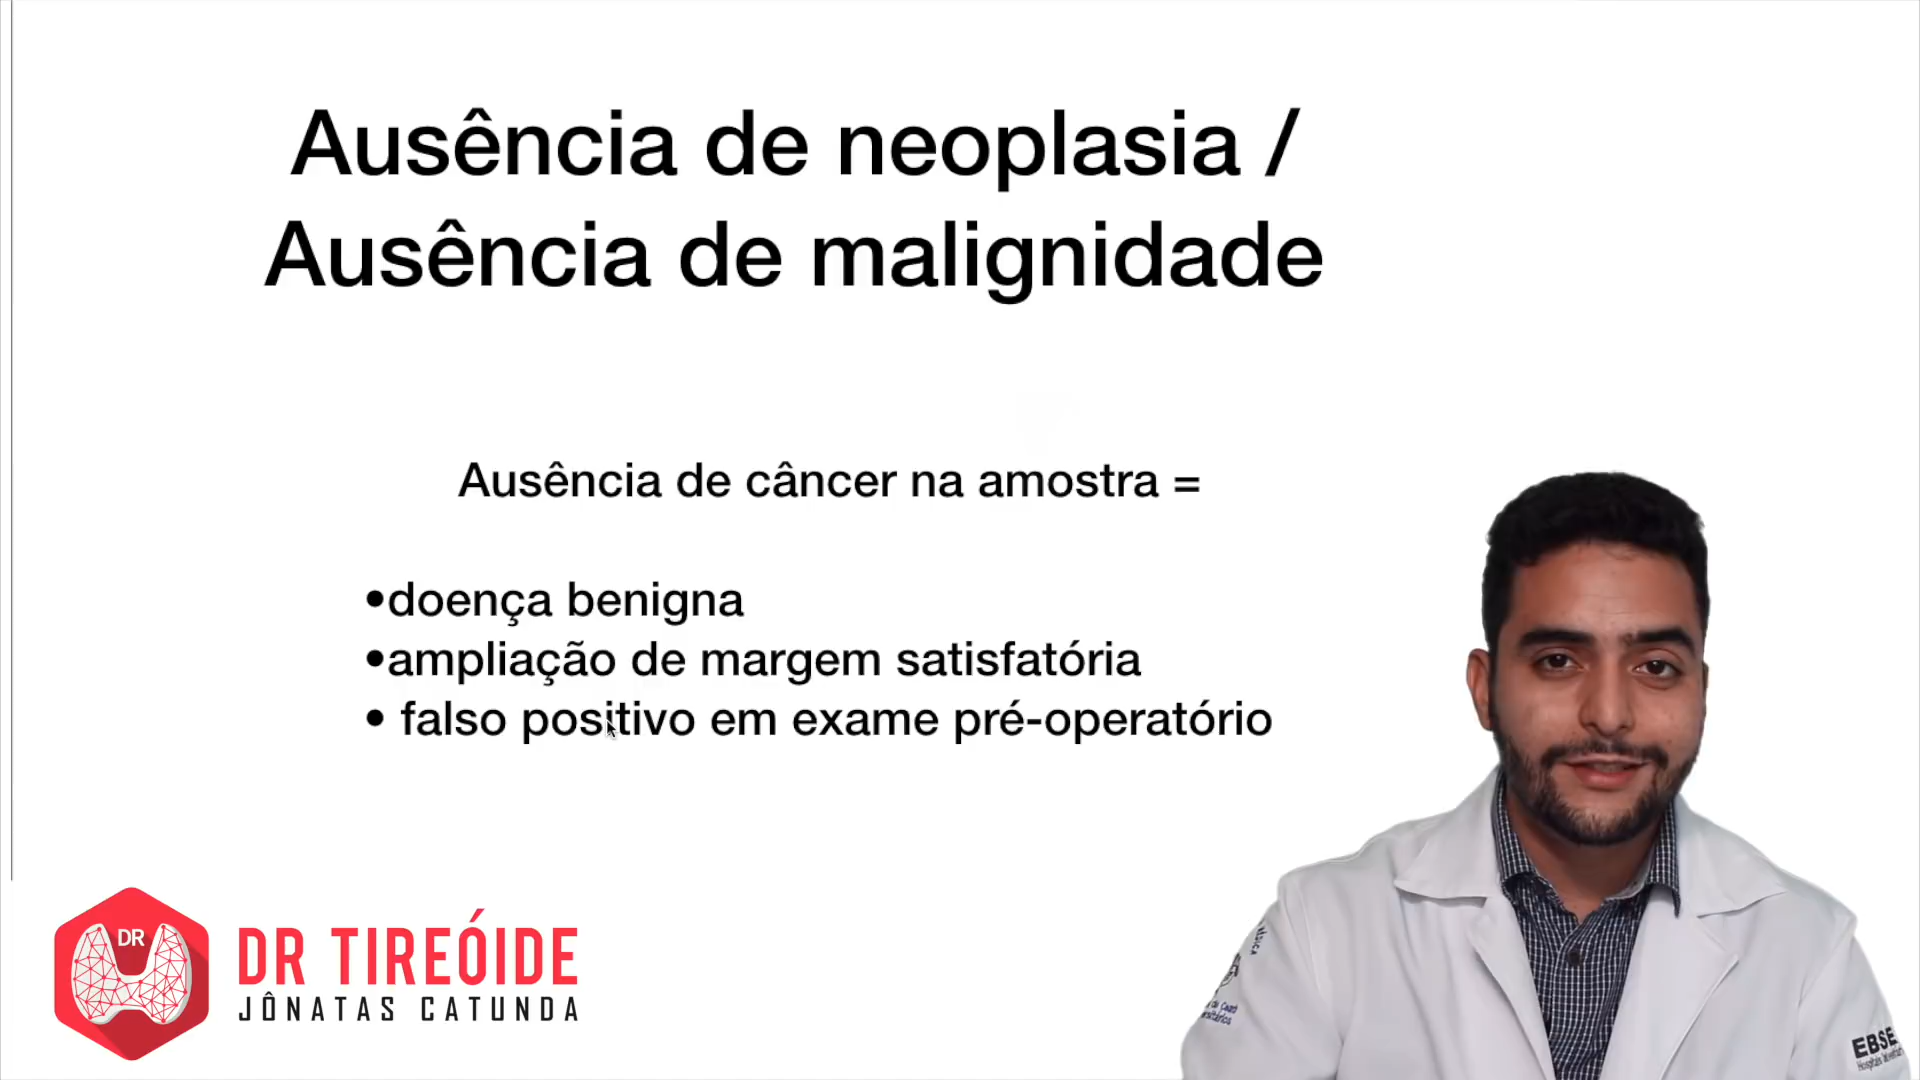 Ausência de neoplasia /
Ausência de malignidade
Ausência de câncer na amostra =
•doença benigna
•ampliação de margem satisfatória
• falso positivo em exame pré-operatório
DR
DR TIREÓIDE
JÔNATAS CATUNDA
EBSE